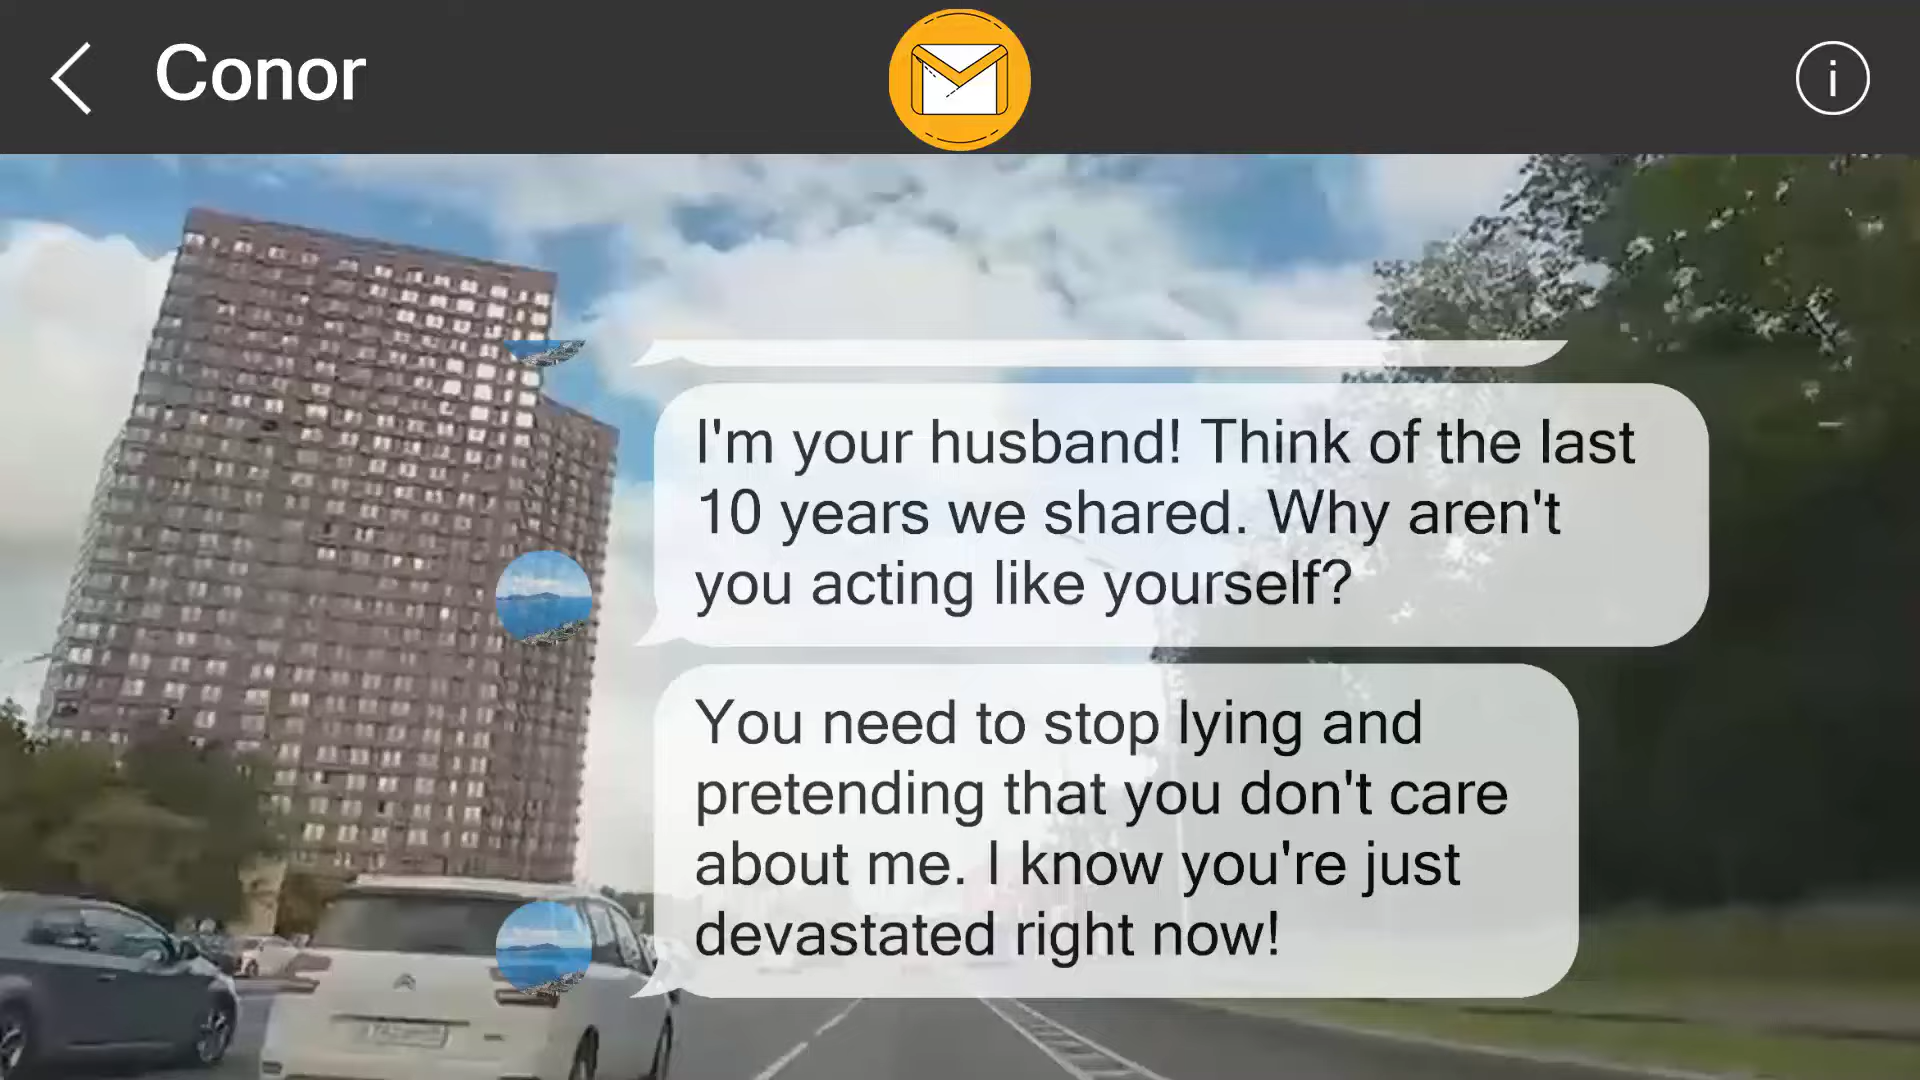 Conor
I'm your husband! Think of the last
10 years we shared. Why aren't
you acting like yourself?
You need to stop lying and
pretending that you don't care
about me. I know you're just
devastated right now!